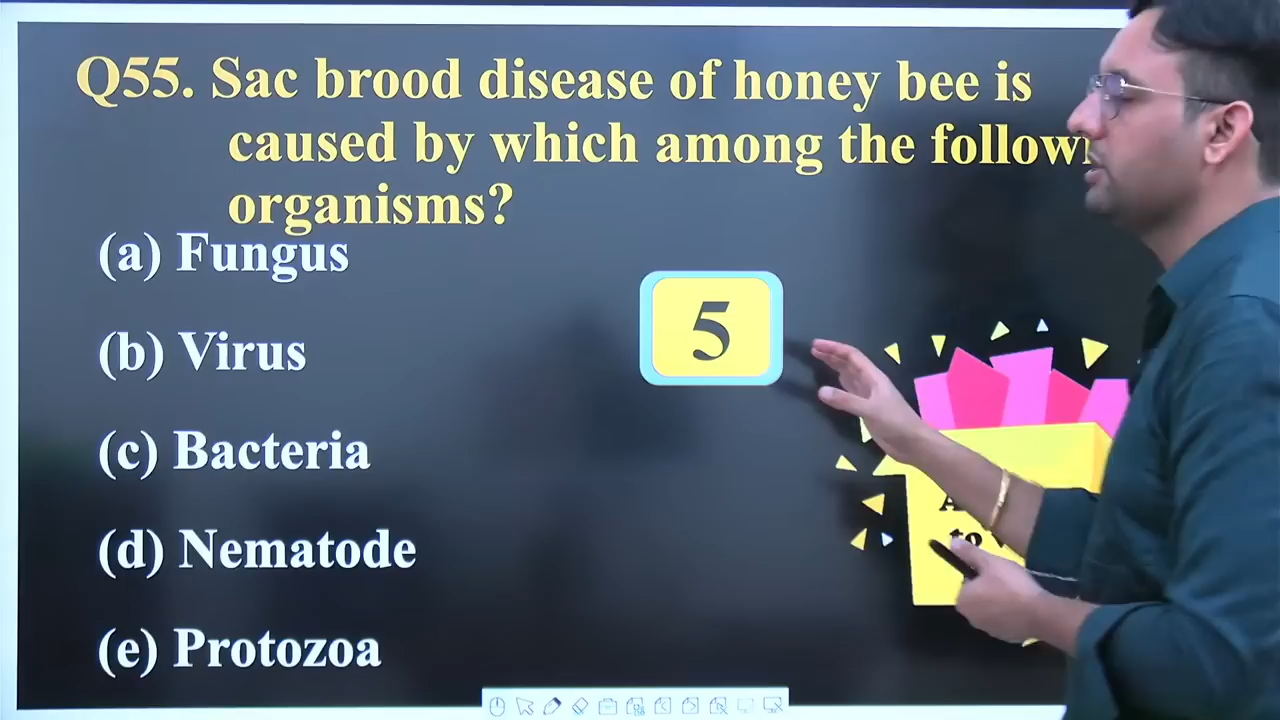 Q55. Sac brood disease of honey bee is
caused by which among the
organisms?
(a) Fungus
(b) Virus
5
(c) Bacteria
(d) Nematode
to
(e) Protozoa